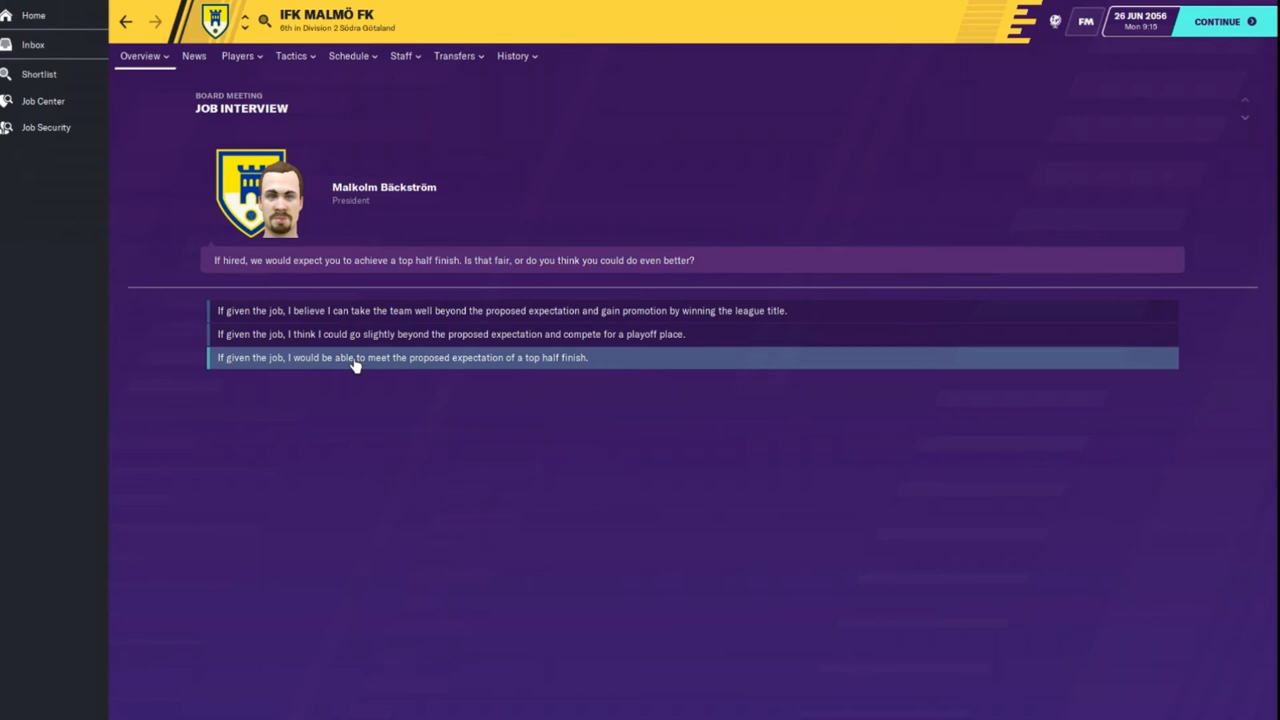 Home
Inbox
Shortlist
Job Center
Job Security
IFK MALMÖ FK
6th in Division 2 Södra Götaland
FM
26 JUN 2056
Mon 9:15
CONTINUE
Overview
News
Players
Tactics
Schedule
Staff
Transfers
History
BOARD MEETING
JOB INTERVIEW
Malkolm Bäckström
President
If hired, we would expect you to achieve a top half finish. Is that fair, or do you think you could do even better?
If given the job, I believe I can take the team well beyond the proposed expectation and gain promotion by winning the league title.
If given the job, I think I could go slightly beyond the proposed expectation and compete for a playoff place.
If given the job, I would be able to meet the proposed expectation of a top half finish.